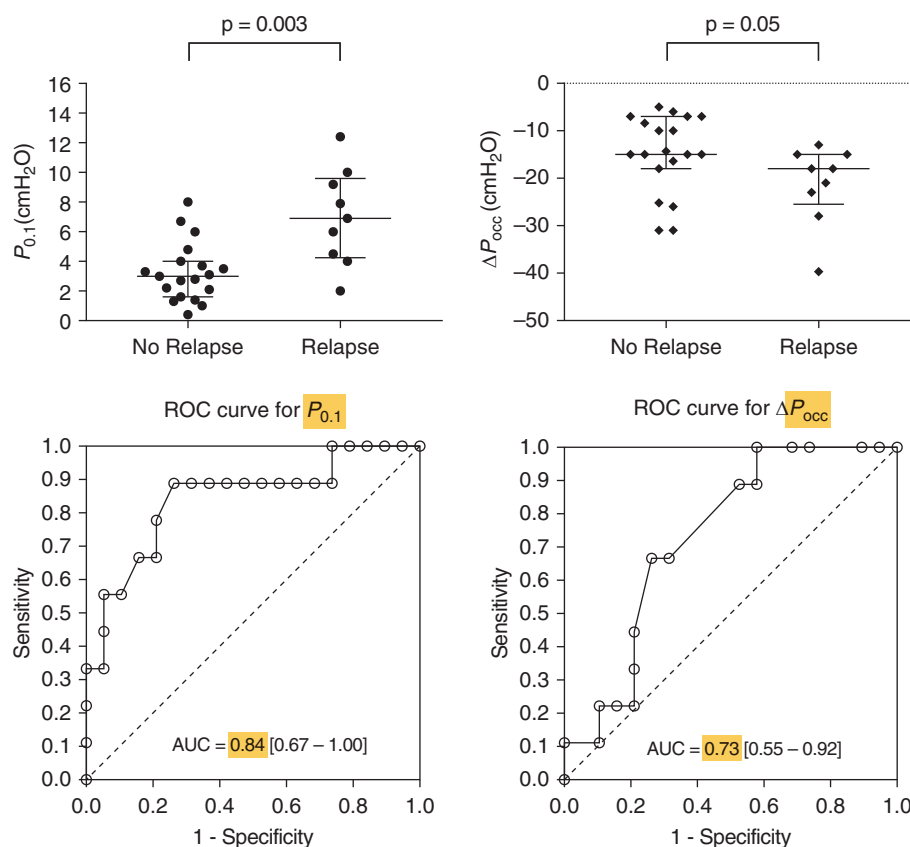 p = 0.003
16
14
12
10
8
6
4
2
0
P0.1(cmH2O)
No Relapse
Relapse
p = 0.05
0
–10
–20
–30
–40
–50
ΔPocc (cmH2O)
No Relapse
Relapse
ROC curve for P0.1
1.0
0.9
0.8
0.7
0.6
0.5
0.4
0.3
0.2
0.1
0.0
Sensitivity
AUC = 0.84 [0.67 – 1.00]
0.0 0.2 0.4 0.6 0.8 1.0
1 - Specificity
ROC curve for ΔPocc
1.0
0.9
0.8
0.7
0.6
0.5
0.4
0.3
0.2
0.1
0.0
Sensitivity
AUC = 0.73 [0.55 – 0.92]
0.0 0.2 0.4 0.6 0.8 1.0
1 - Specificity